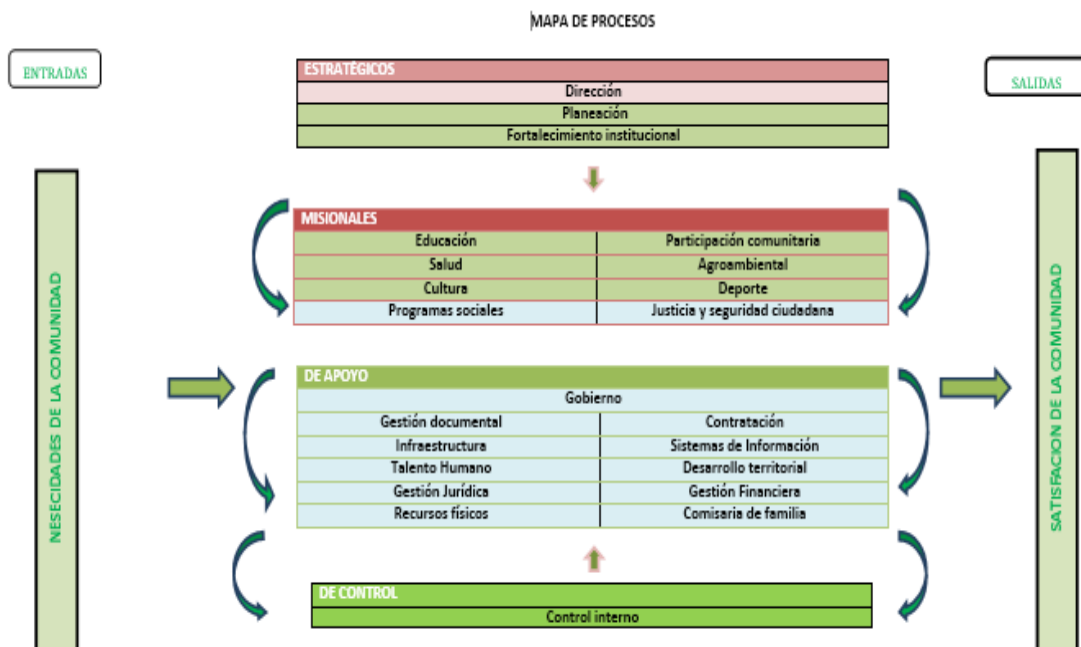 MAPA DE PROCESOS
ENTRADAS
SALIDAS
ESTRATÉGICOS
Dirección
Planeación
Fortalecimiento institucional
MISIONALES
Educación Participación comunitaria
Salud Agroambiental
Cultura Deporte
Programas sociales Justicia y seguridad ciudadana
NESECIDADES DE LA COMUNIDAD
SATISFACION DE LA COMUNIDAD
DE APOYO
Gobierno
Gestión documental Contratación
Infraestructura Sistemas de Información
Talento Humano Desarrollo territorial
Gestión Jurídica Gestión Financiera
Recursos físicos Comisaria de familia
DE CONTROL
Control interno